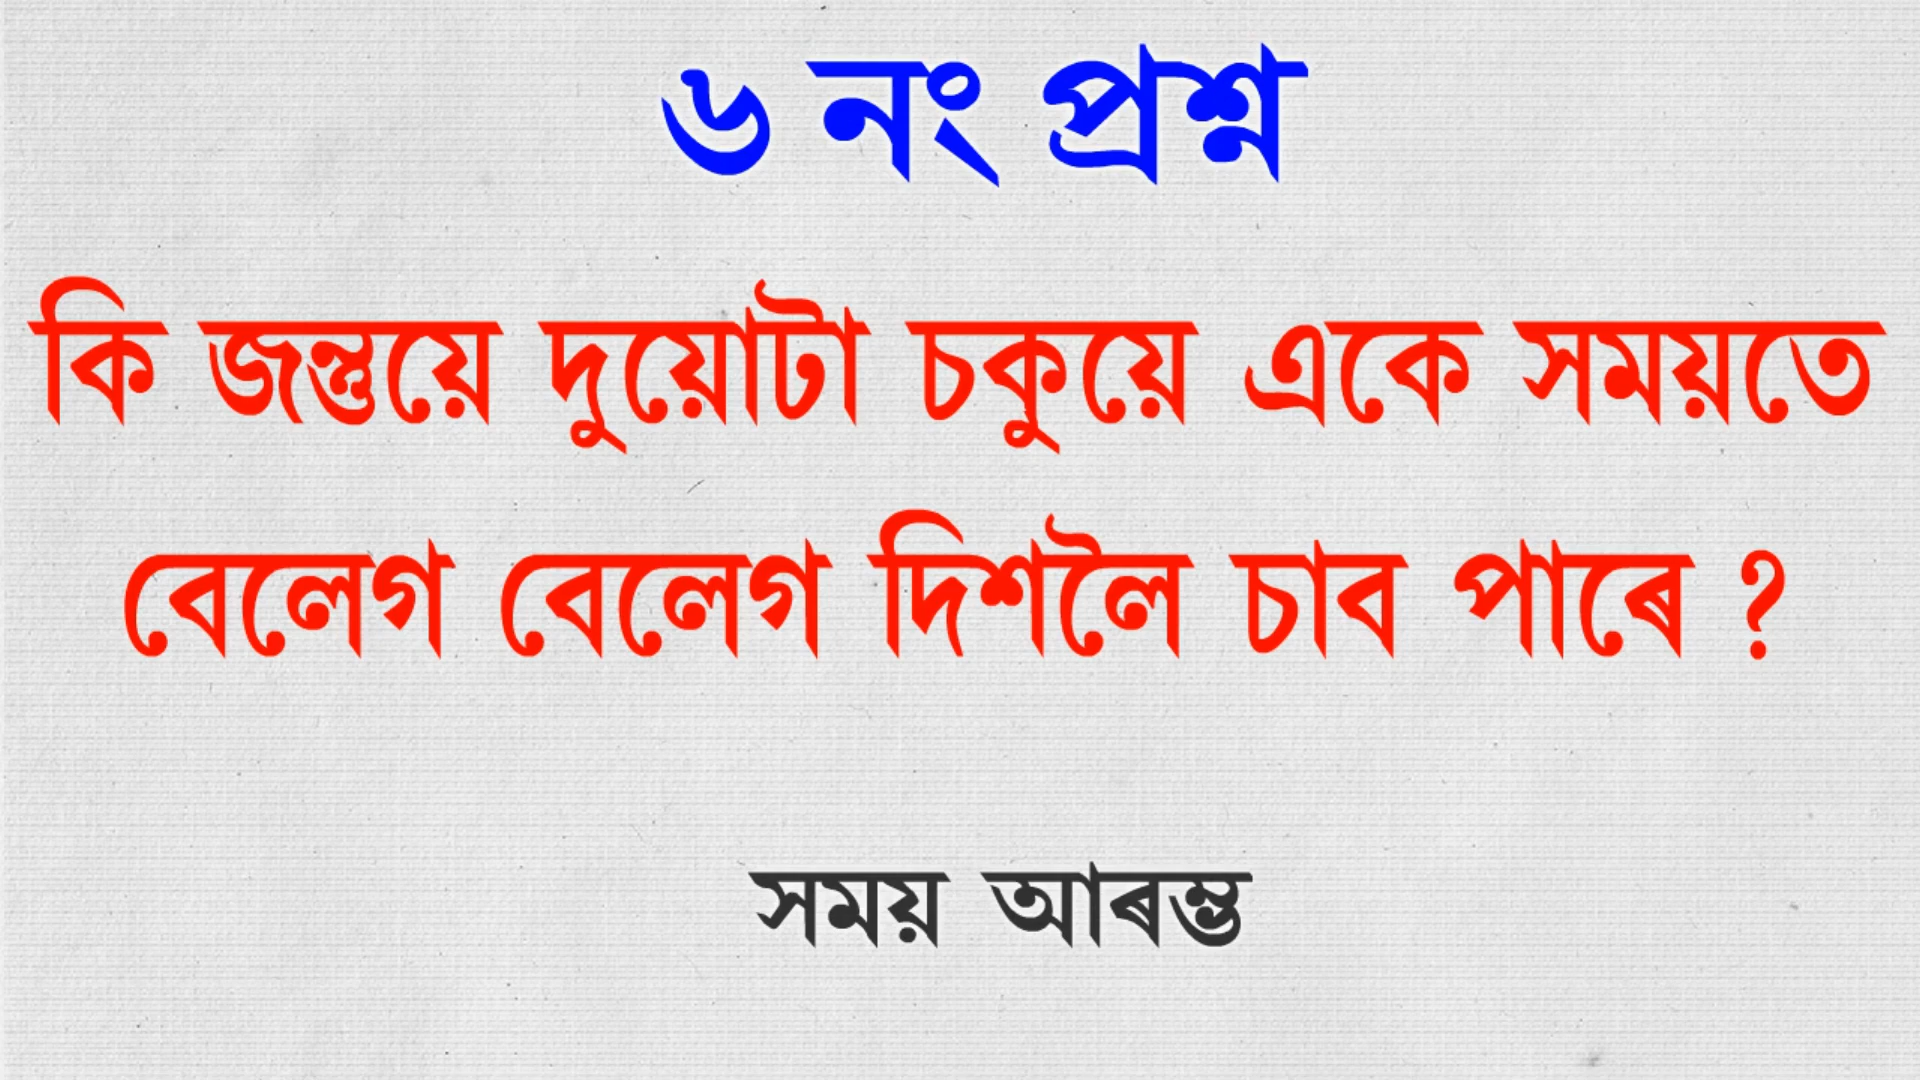 ৬ নং প্ৰশ্ন
কি জন্তুয়ে দুয়োটা চকুয়ে একে সময়তে
বেলেগ বেলেগ দিশলৈ চাব পাৰে ?
সময় আৰম্ভ